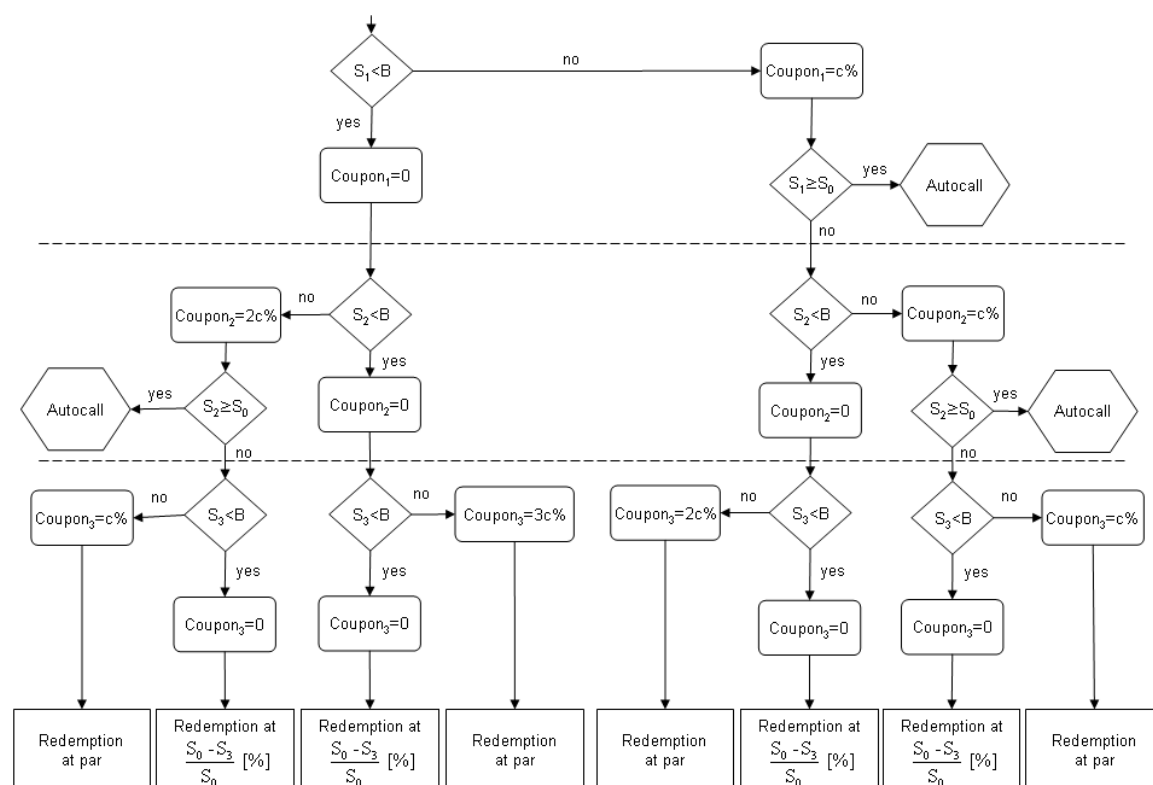 S₁<B
no
Coupon₁=c%
yes
Coupon₁=0
S₁≥S₀
yes
Autocall
no
Coupon₂=2c%
no
S₂<B
S₂<B
no
Coupon₂=c%
yes
yes
Autocall
yes
S₂≥S₀
Coupon₂=0
Coupon₂=0
S₂≥S₀
yes
Autocall
no
no
Coupon₃=c%
no
S₃<B
S₃<B
no
Coupon₃=3c%
Coupon₃=2c%
no
S₃<B
S₃<B
no
Coupon₃=c%
yes
yes
yes
yes
Coupon₃=0
Coupon₃=0
Coupon₃=0
Coupon₃=0
Redemption
at par
Redemption at
S₀ - S₃
S₀
[%]
Redemption at
S₀ - S₃
S₀
[%]
Redemption
at par
Redemption
at par
Redemption at
S₀ - S₃
S₀
[%]
Redemption at
S₀ - S₃
S₀
[%]
Redemption
at par